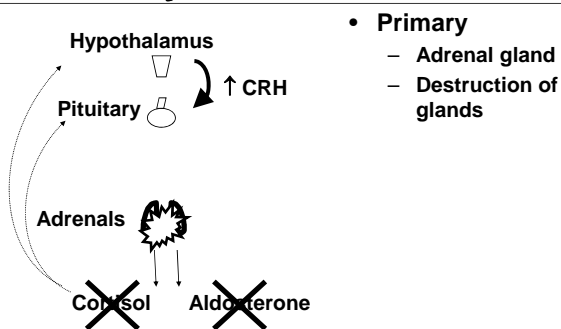 Hypothalamus
↑ CRH
Pituitary
Adrenals
Cortisol Aldosterone
• Primary
– Adrenal gland
– Destruction of
glands